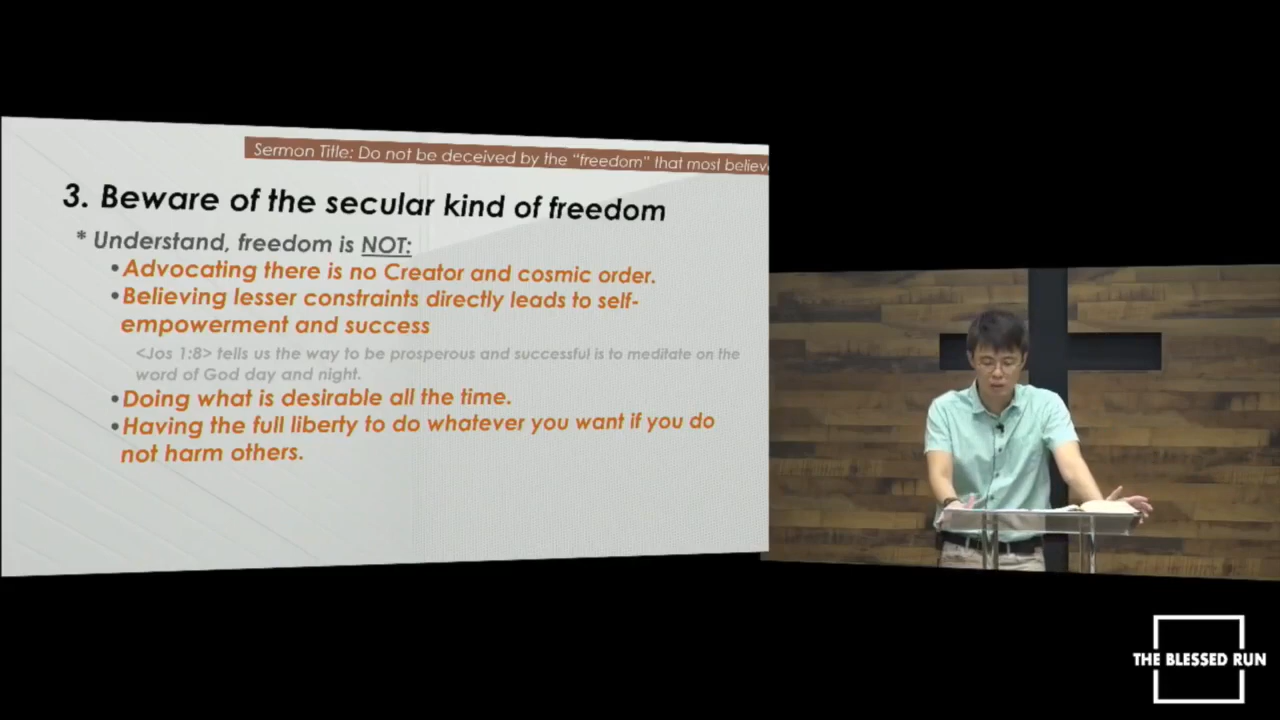 Sermon Title: Do not be deceived by the "freedom" that most
3. Beware of the secular kind of freedom
* Understand, freedom is NOT:
•Advocating there is no Creator and cosmic order.
•Believing lesser constraints directly leads to self-
empowerment and success
<Jos 1:8> tells us the way to be prosperous and successful is to meditate on the
word of God day and night.
•Doing what is desirable all the time.
•Having the full liberty to do whatever you want if you do
not harm others.
THE BLESSED RUN